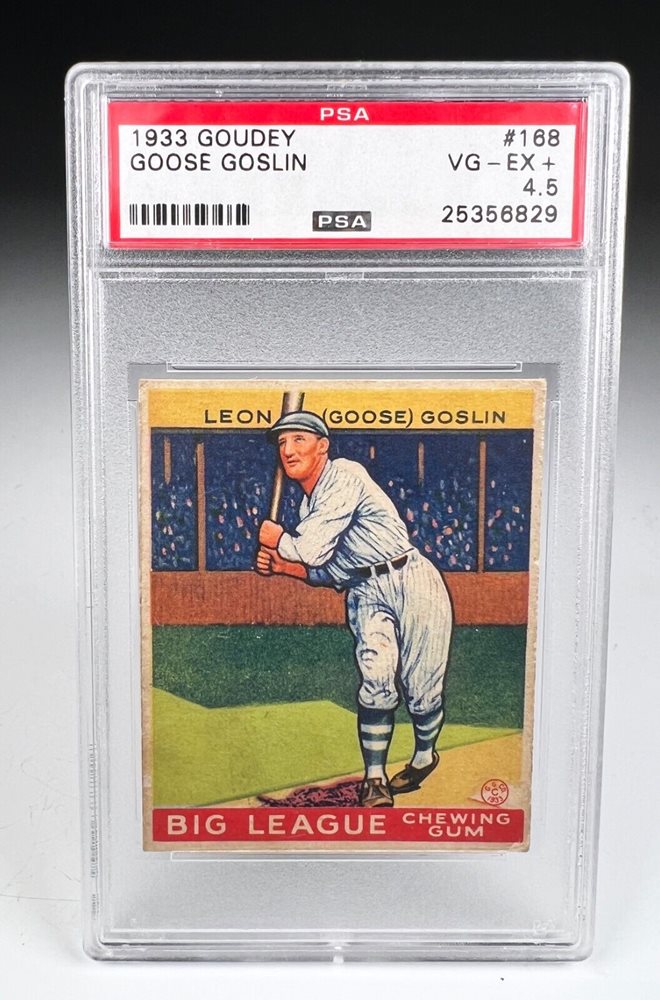 PSA
1933 GOUDEY #168
GOOSE GOSLIN VG-EX+
4.5
PSA 25356829
LEON (GOOSE) GOSLIN
BIG LEAGUE CHEWING GUM